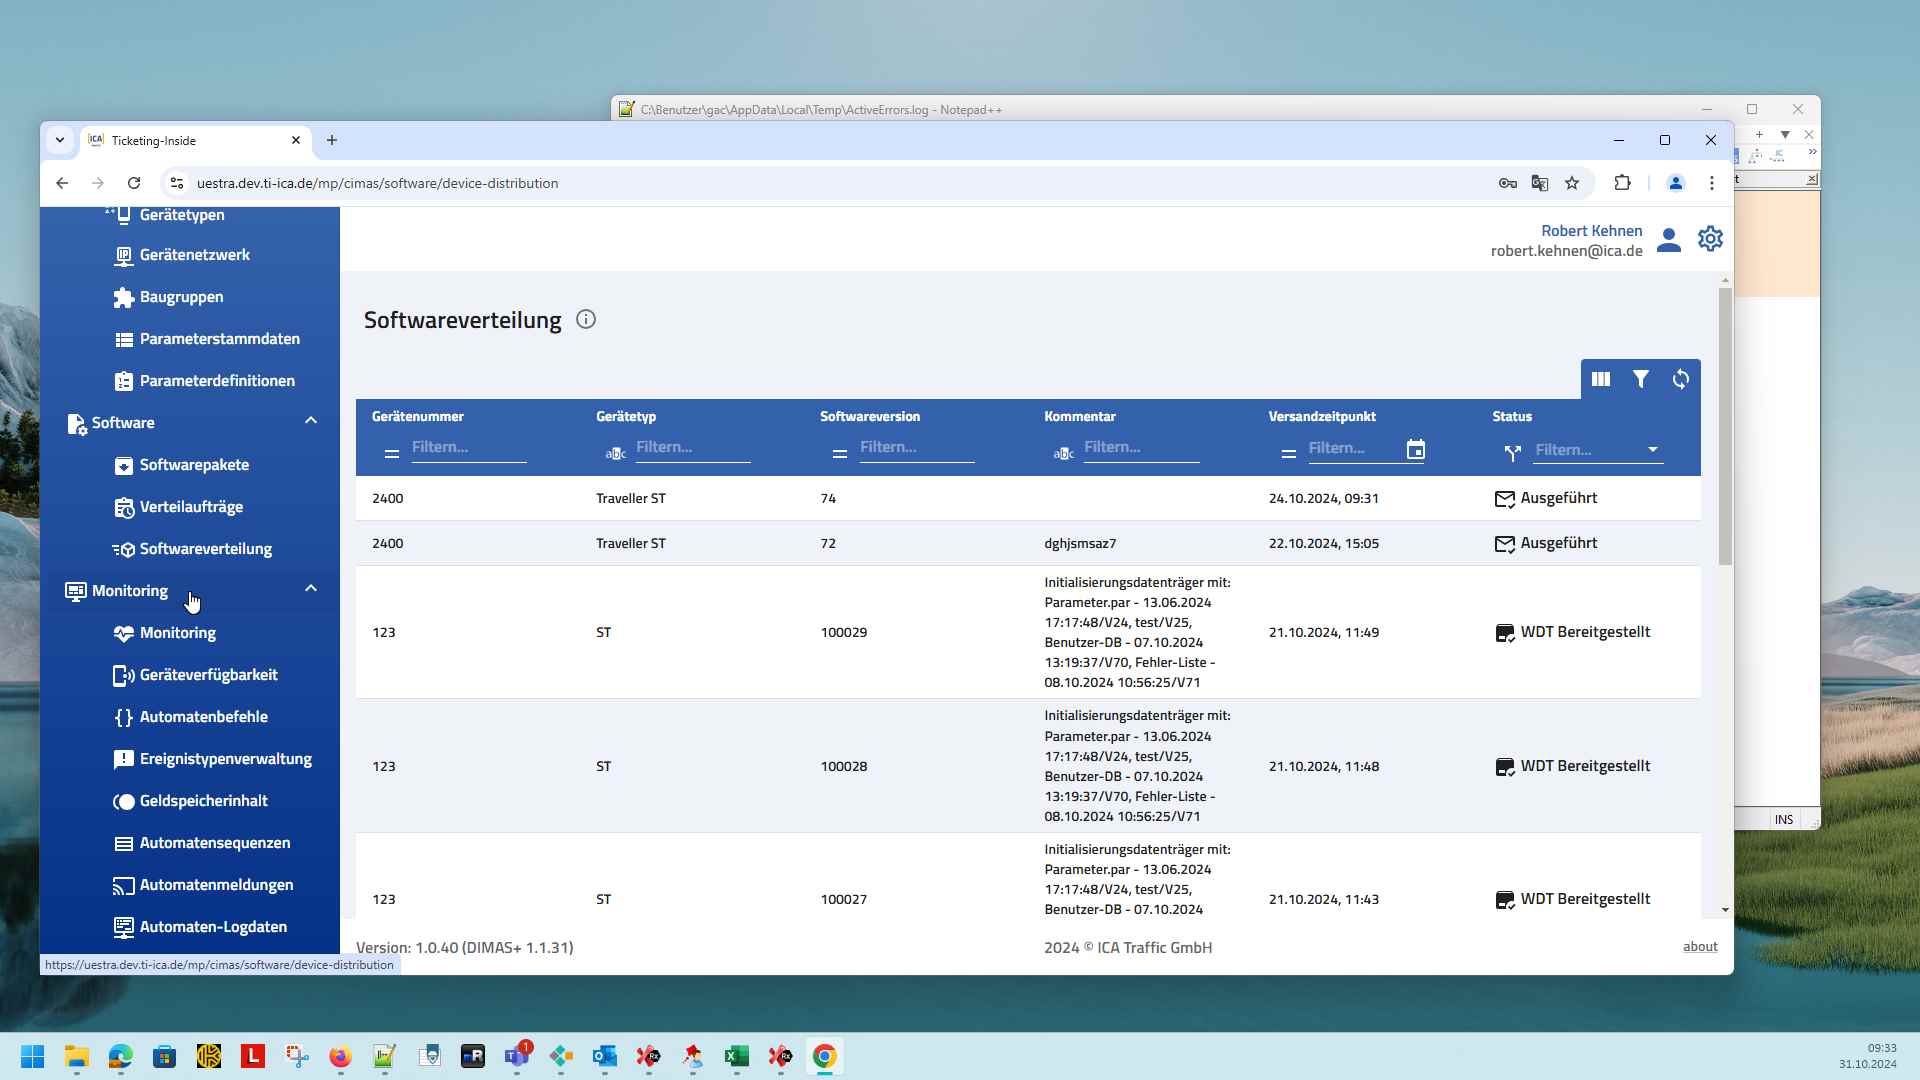 C:\Benutzer\gac\AppData\Local\Temp\ActiveErrors.log - Notepad++
Ticketing-Inside
uestra.dev.ti-ica.de/mp/cimas/software/device-distribution
Robert Kehnen
robert.kehnen@ica.de
Gerätetypen
Gerätenetzwerk
Baugruppen
Parameterstammdaten
Parameterdefinitionen
Software
Softwarepakete
Verteilaufträge
Softwareverteilung
Monitoring
Monitoring
Geräteverfügbarkeit
Automatenbefehle
Ereignistypenverwaltung
Geldspeicherinhalt
Automatensequenzen
Automatenmeldungen
Automaten-Logdaten
https://uestra.dev.ti-ica.de/mp/cimas/software/device-distribution
Softwareverteilung
Gerätenummer Gerätetyp Softwareversion Kommentar Versandzeitpunkt Status
Filtern... Filtern... Filtern... Filtern... Filtern... Filtern...
2400 Traveller ST 74 24.10.2024, 09:31 Ausgeführt
2400 Traveller ST 72 dghjsmsaz7 22.10.2024, 15:05 Ausgeführt
Initialisierungsdatenträger mit:
Parameter.par - 13.06.2024
17:17:48/V24, test/V25,
123 ST 100029 Benutzer-DB - 07.10.2024 21.10.2024, 11:49 WDT Bereitgestellt
13:19:37/V70, Fehler-Liste -
08.10.2024 10:56:25/V71
Initialisierungsdatenträger mit:
Parameter.par - 13.06.2024
17:17:48/V24, test/V25,
123 ST 100028 Benutzer-DB - 07.10.2024 21.10.2024, 11:48 WDT Bereitgestellt
13:19:37/V70, Fehler-Liste -
08.10.2024 10:56:25/V71
Initialisierungsdatenträger mit:
Parameter.par - 13.06.2024
17:17:48/V24, test/V25,
123 ST 100027 Benutzer-DB - 07.10.2024 21.10.2024, 11:43 WDT Bereitgestellt
Version: 1.0.40 (DIMAS+ 1.1.31) 2024 © ICA Traffic GmbH about
INS
09:33
31.10.2024